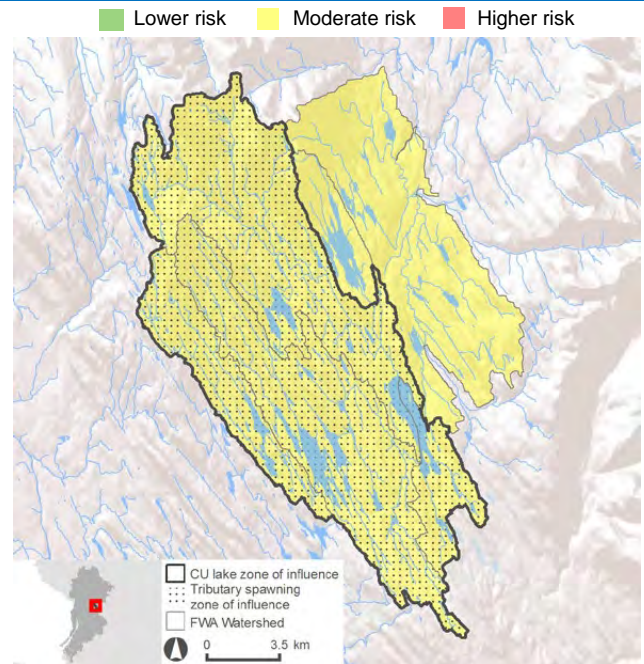 Lower risk Moderate risk Higher risk
CU lake zone of influence
Tributary spawning
zone of influence
FWA Watershed
0 3.5 km